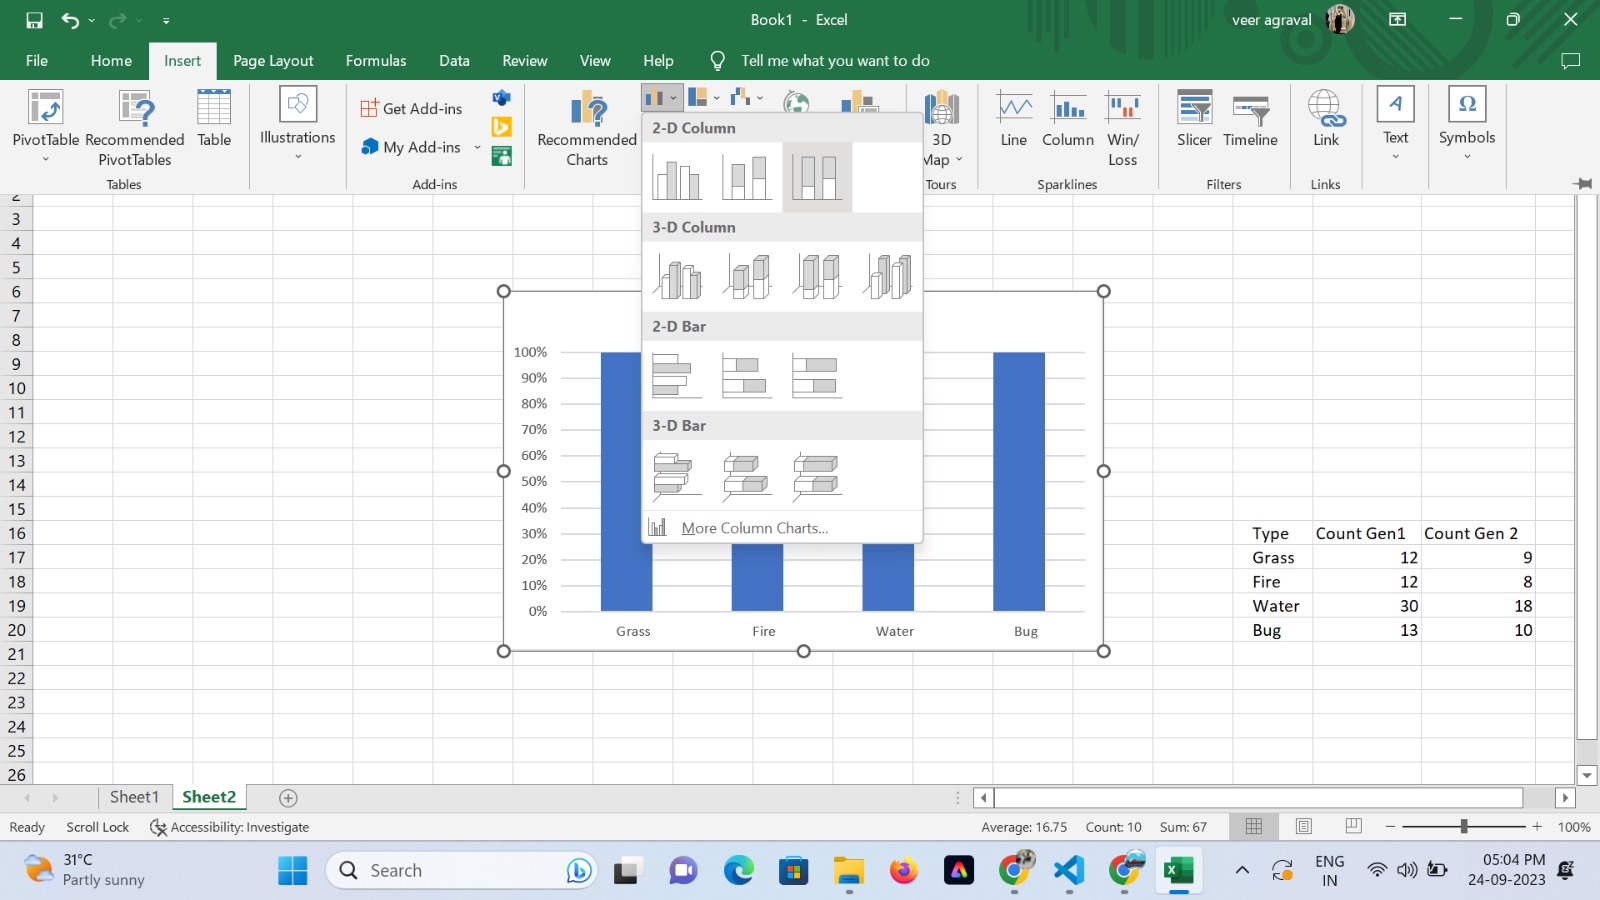 Book1 - Excel
veer agraval
File Home Insert Page Layout Formulas Data Review View Help Tell me what you want to do
PivotTable
Recommended
PivotTables
Table
Tables
Illustrations
Get Add-ins
My Add-ins
Add-ins
Recommended
Charts
3D
Map
Tours
Line
Column
Win/
Loss
Sparklines
Slicer
Timeline
Filters
Link
Links
Text
Symbols
2-D Column
3-D Column
2-D Bar
3-D Bar
More Column Charts...
2
3
4
5
6
7
8
9
10
11
12
13
14
15
16
17
18
19
20
21
22
23
24
25
26
100%
90%
80%
70%
60%
50%
40%
30%
20%
10%
0%
Grass Fire Water Bug
Type Count Gen1 Count Gen 2
Grass 12 9
Fire 12 8
Water 30 18
Bug 13 10
Sheet1 Sheet2
Ready Scroll Lock Accessibility: Investigate
Average: 16.75 Count: 10 Sum: 67
100%
31°C
Partly sunny
Search
ENG
IN
05:04 PM
24-09-2023